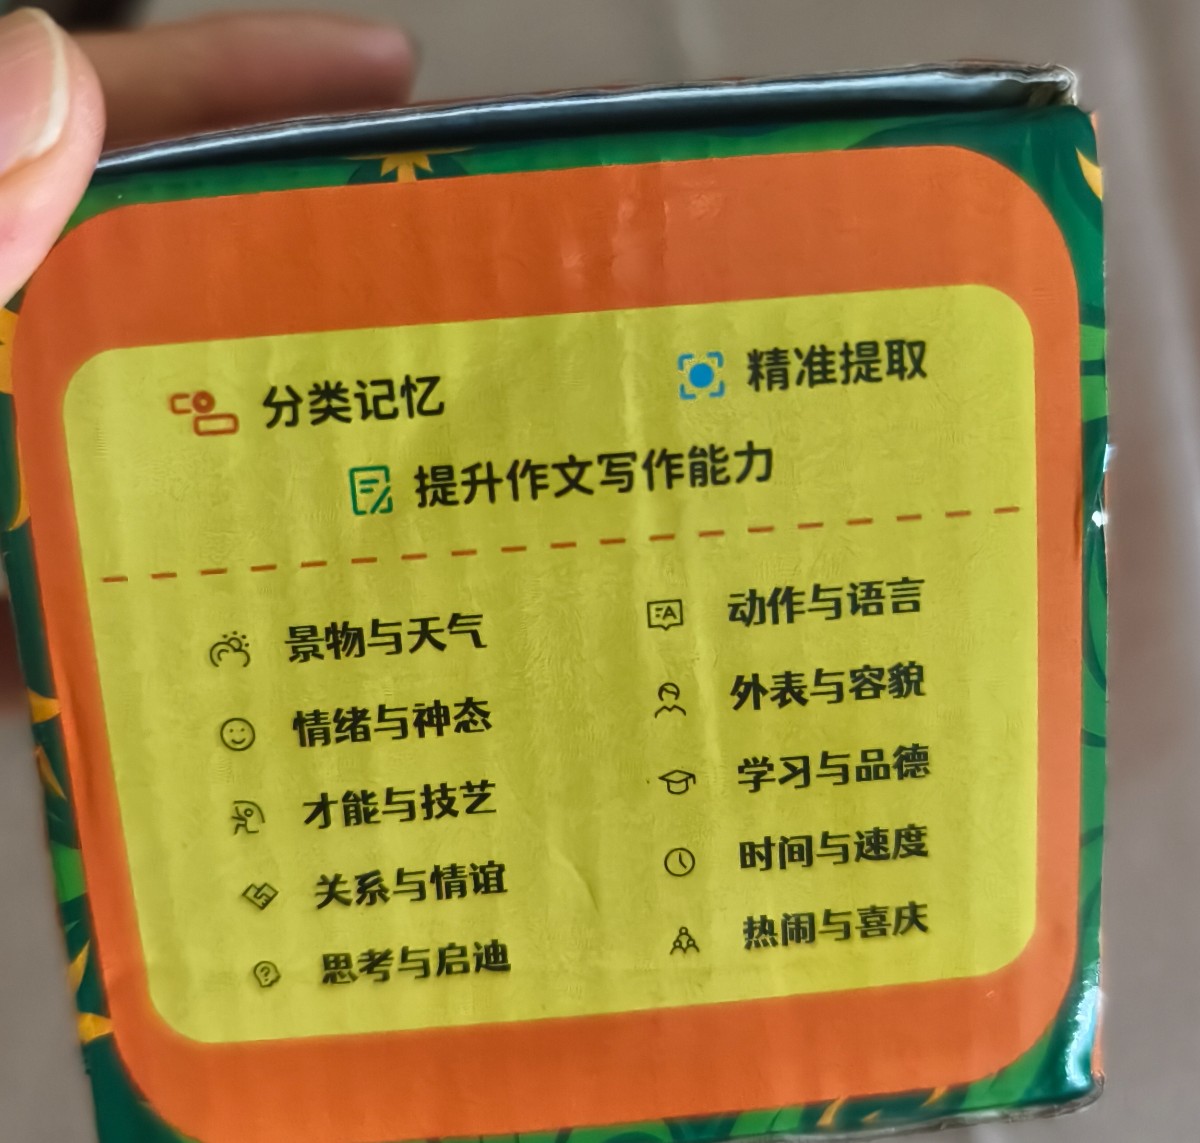 分类记忆 精准提取
提升作文写作能力
景物与天气 动作与语言
情绪与神态 外表与容貌
才能与技艺 学习与品德
关系与情谊 时间与速度
思考与启迪 热闹与喜庆